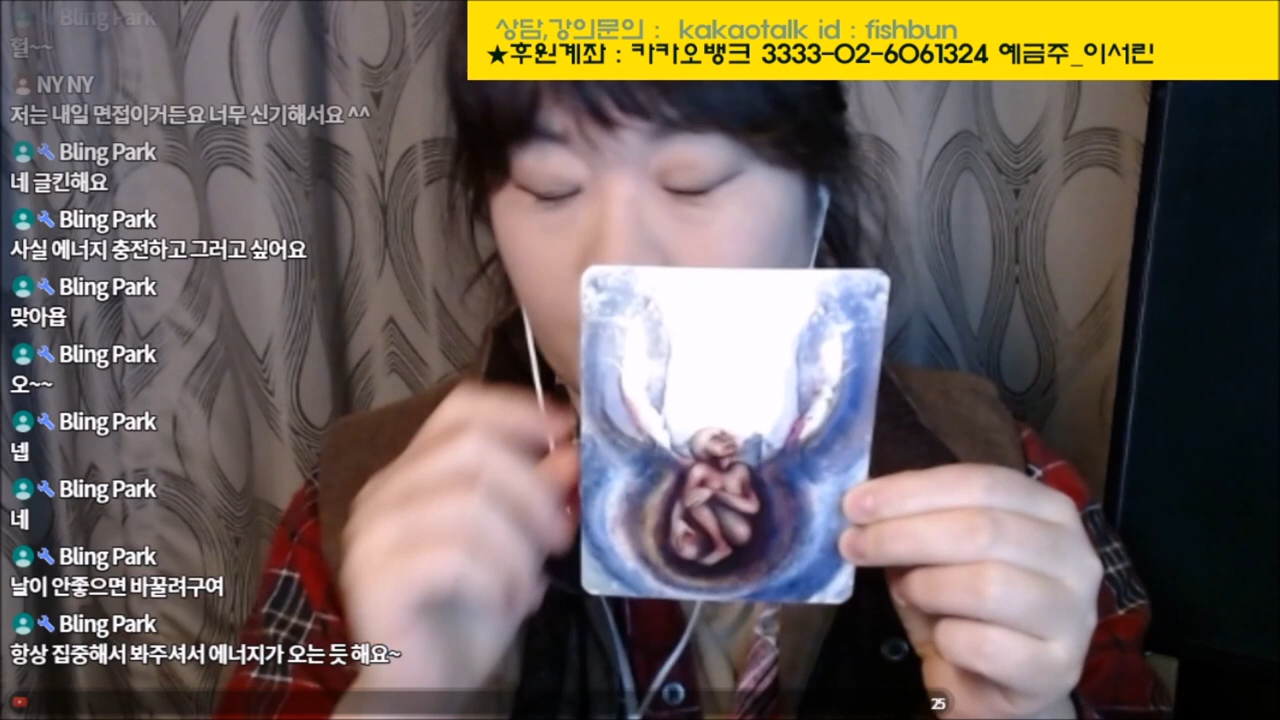 Bling Park
헐~~
NY NY
저는 내일 면접이거든요 너무 신기해서요 ^^
Bling Park
네 글킨해요
Bling Park
사실 에너지 충전하고 그러고 싶어요
Bling Park
맞아욥
Bling Park
오~~
Bling Park
넵
Bling Park
네
Bling Park
날이 안좋으면 바꿀려구여
Bling Park
항상 집중해서 봐주셔서 에너지가 오는 듯 해요~
상담,강의문의 : kakaotalk id : fishbun
★후원계좌 : 카카오뱅크 3333-02-6061324 예금주_이서린
25